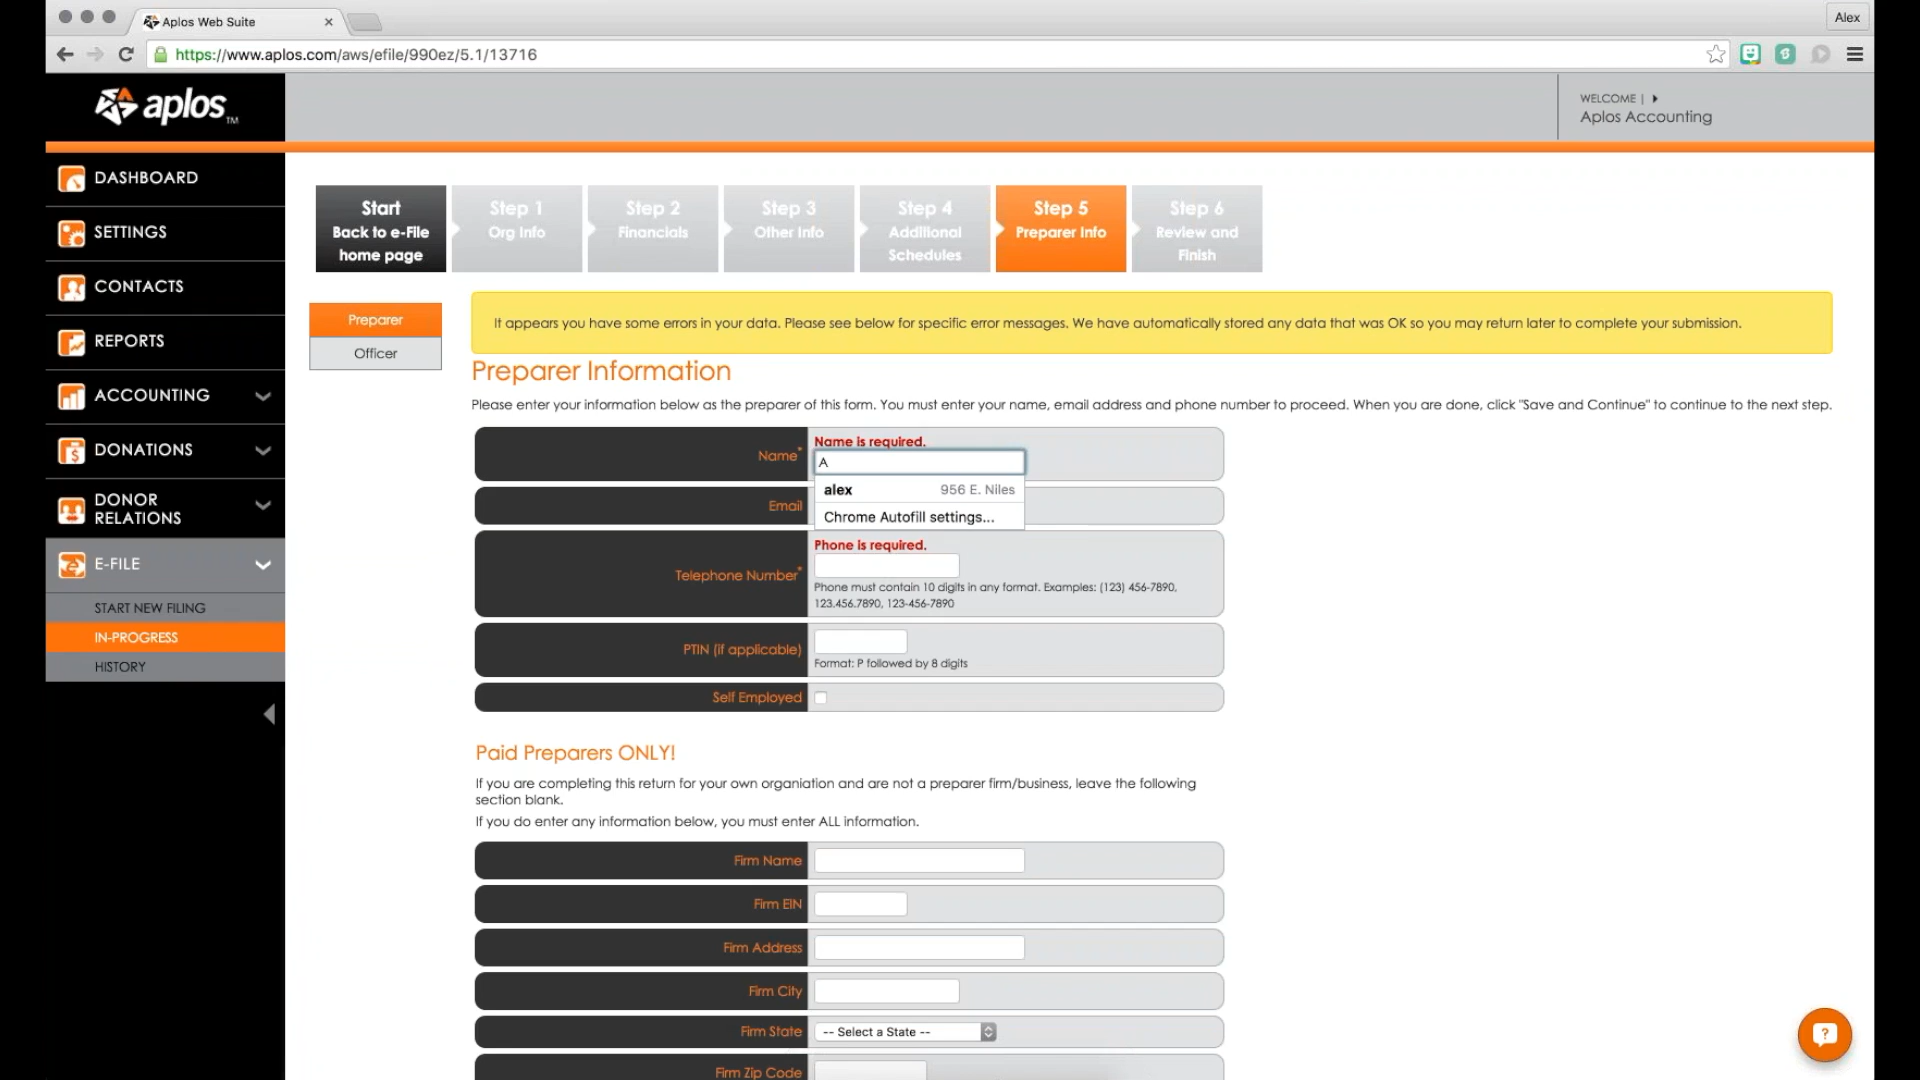 Aplos Web Suite
Alex
https://www.aplos.com/aws/efile/990ez/5.1/13716
aplos TM
WELCOME |
Aplos Accounting
DASHBOARD
SETTINGS
CONTACTS
REPORTS
ACCOUNTING
DONATIONS
DONOR
RELATIONS
E-FILE
START NEW FILING
IN-PROGRESS
HISTORY
Start
Back to e-File
home page
Step 1
Org Info
Step 2
Financials
Step 3
Other Info
Step 4
Additional
Schedules
Step 5
Preparer Info
Step 6
Review and
Finish
Preparer
Officer
It appears you have some errors in your data. Please see below for specific error messages. We have automatically stored any data that was OK so you may return later to complete your submission.
Preparer Information
Please enter your information below as the preparer of this form. You must enter your name, email address and phone number to proceed. When you are done, click "Save and Continue" to continue to the next step.
Name*
Name is required.
A
alex 956 E. Niles
Chrome Autofill settings...
Email
Telephone Number*
Phone is required.
Phone must contain 10 digits in any format. Examples: (123) 456-7890,
123.456.7890, 123-456-7890
PTIN (if applicable)
Format: P followed by 8 digits
Self Employed
Paid Preparers ONLY!
If you are completing this return for your own organiation and are not a preparer firm/business, leave the following
section blank.
If you do enter any information below, you must enter ALL information.
Firm Name
Firm EIN
Firm Address
Firm City
Firm State
-- Select a State --
Firm Zip Code